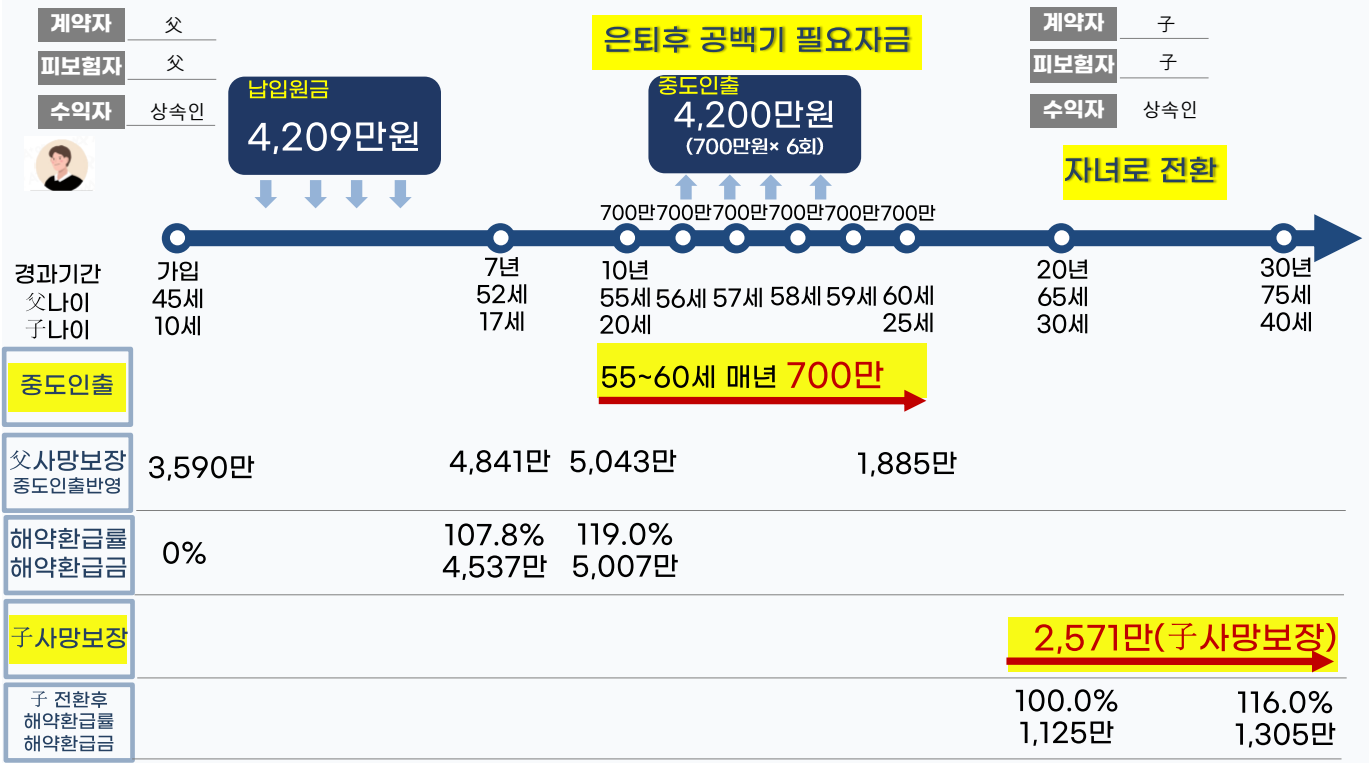 계약자 父
피보험자 父
수익자 상속인
납입원금
4,209만원
은퇴후 공백기 필요자금
중도인출
4,200만원
(700만원× 6회)
계약자 子
피보험자 子
수익자 상속인
자녀로 전환
700만700만700만700만700만700만
경과기간 가입 7년 10년 20년 30년
父나이 45세 52세 55세 56세 57세 58세 59세 60세 65세 75세
子나이 10세 17세 20세 25세 30세 40세
중도인출 55~60세 매년 700만
父사망보장
중도인출반영
3,590만 4,841만 5,043만 1,885만
해약환급률
해약환급금
0%
107.8% 119.0%
4,537만 5,007만
子사망보장 2,571만(子사망보장)
子 전환후
해약환급률
해약환급금
100.0% 116.0%
1,125만 1,305만